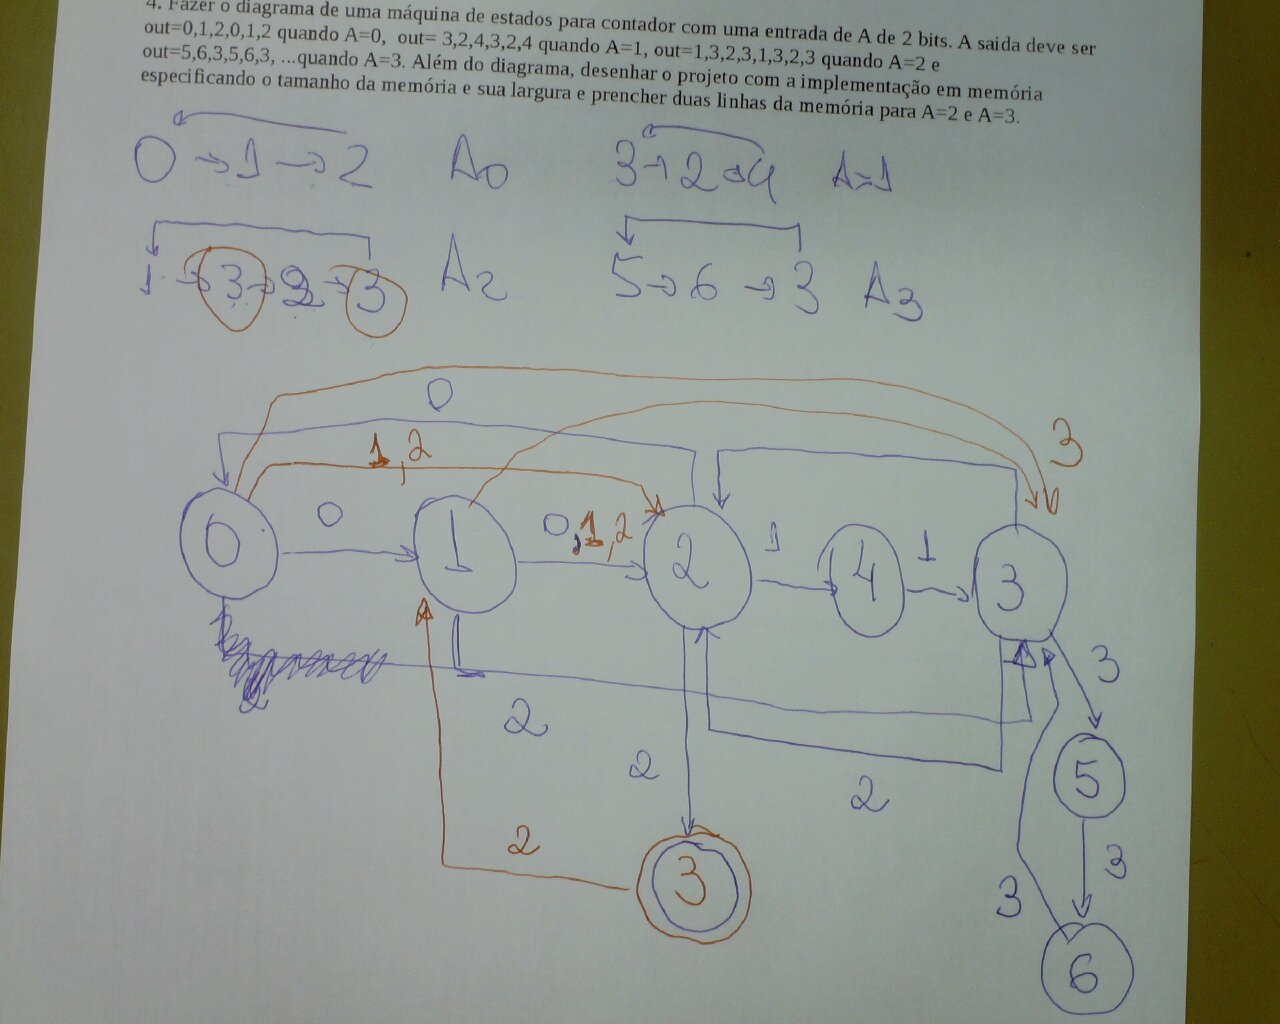 4. Fazer o diagrama de uma máquina de estados para contador com uma entrada de A de 2 bits. A saida deve ser
out=0,1,2,0,1,2 quando A=0, out= 3,2,4,3,2,4 quando A=1, out=1,3,2,3,1,3,2,3 quando A=2 e
out=5,6,3,5,6,3, ...quando A=3. Além do diagrama, desenhar o projeto com a implementação em memória
especificando o tamanho da memória e sua largura e prencher duas linhas da memória para A=2 e A=3.
0→1→2 A0 3→2→4 A=1
1→3→2→3 A2 5→6→3 A3
0
3
1,2
0 0,1,2 1 1
0 1 2 4 3
3
2 2
2 2 5
2 3
3 3
6